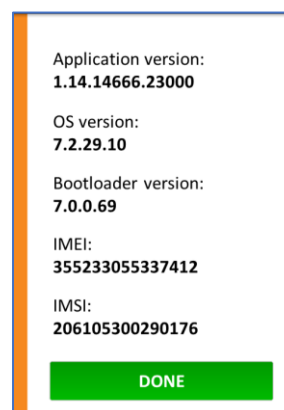 Application version:
1.14.14666.23000
OS version:
7.2.29.10
Bootloader version:
7.0.0.69
IMEI:
355233055337412
IMSI:
206105300290176
DONE